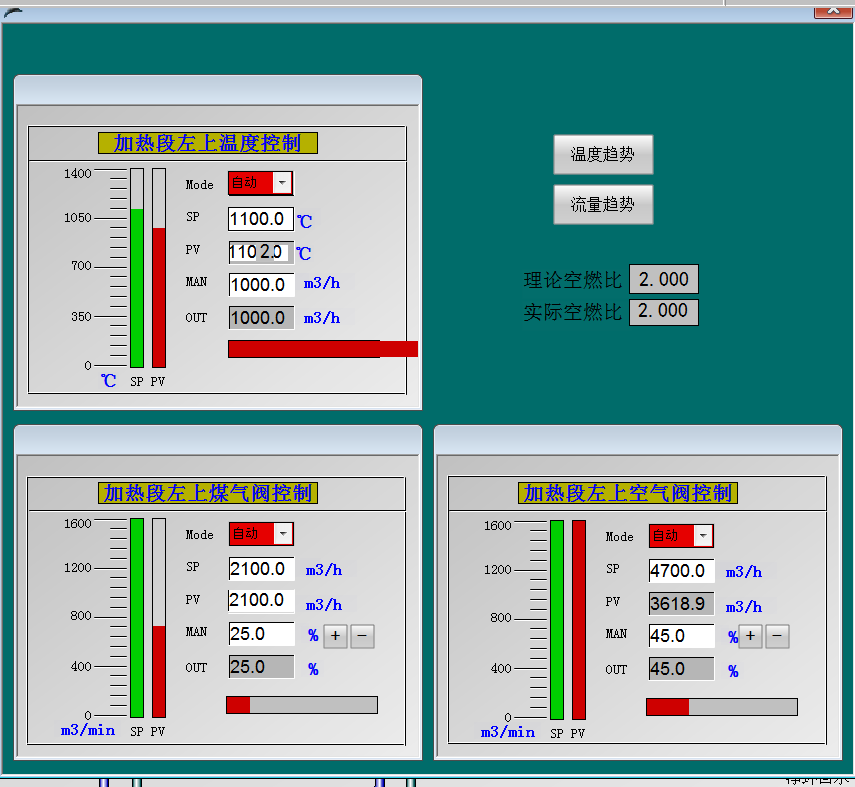 加热段左上温度控制
1400
1050
700
350
0
℃ SP PV
Mode 自动
SP 1100.0 ℃
PV 1102.0 ℃
MAN 1000.0 m3/h
OUT 1000.0 m3/h
温度趋势
流量趋势
理论空燃比 2.000
实际空燃比 2.000
加热段左上煤气阀控制
1600
1200
800
400
0
m3/min SP PV
Mode 自动
SP 2100.0 m3/h
PV 2100.0 m3/h
MAN 25.0 % + −
OUT 25.0 %
加热段左上空气阀控制
1600
1200
800
400
0
m3/min SP PV
Mode 自动
SP 4700.0 m3/h
PV 3618.9 m3/h
MAN 45.0 % + −
OUT 45.0 %